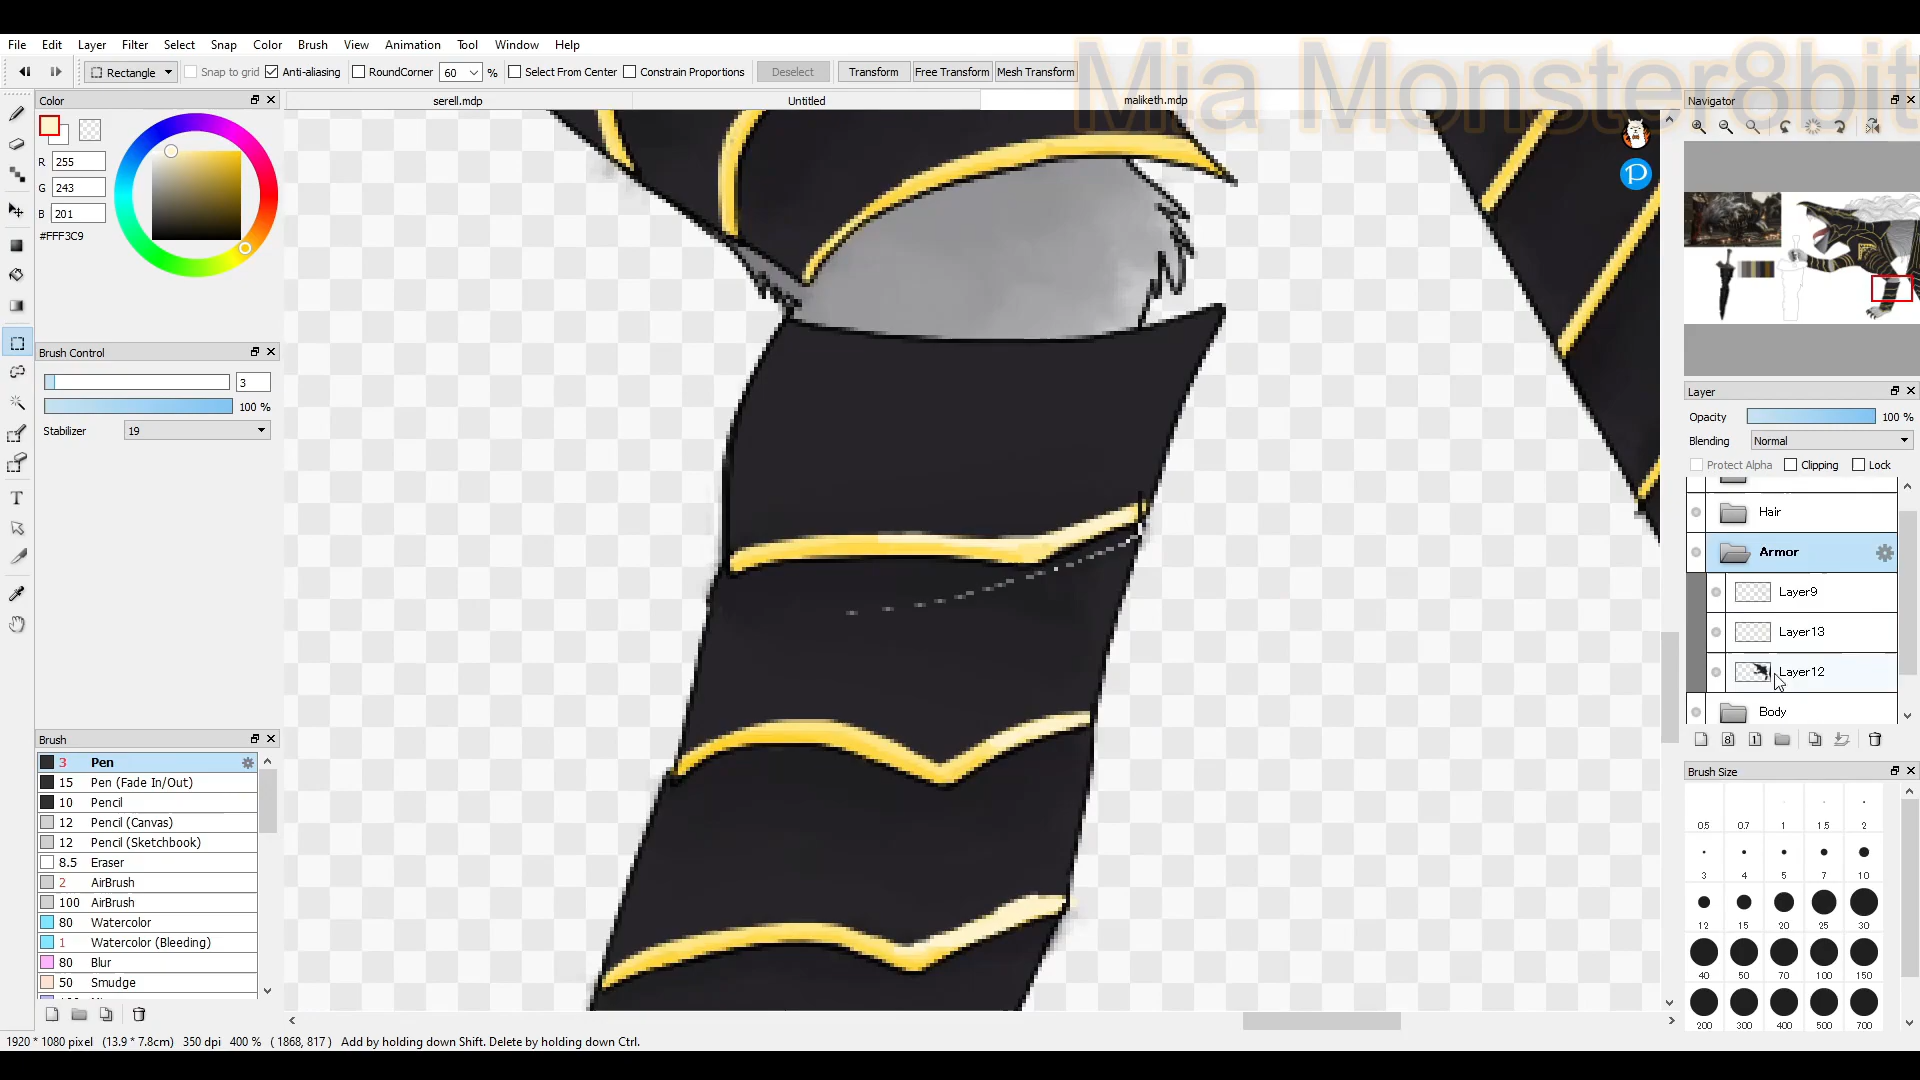 Mia Monster8bit
File Edit Layer Filter Select Snap Color Brush View Animation Tool Window Help
Rectangle Snap to grid Anti-aliasing RoundCorner 60 % Select From Center Constrain Proportions Deselect Transform Free Transform Mesh Transform
Color
serell.mdp Untitled maliketh.mdp
Navigator
R 255
G 243
B 201
#FFF3C9
Brush Control
3
100 %
Stabilizer 19
Layer
Opacity 100 %
Blending Normal
Protect Alpha Clipping Lock
Hair
Armor
Layer9
Layer13
Layer12
Body
Brush
3 Pen
15 Pen (Fade In/Out)
10 Pencil
12 Pencil (Canvas)
12 Pencil (Sketchbook)
8.5 Eraser
2 AirBrush
100 AirBrush
80 Watercolor
1 Watercolor (Bleeding)
80 Blur
50 Smudge
Brush Size
0.5 0.7 1 1.5 2
3 4 5 7 10
12 15 20 25 30
40 50 70 100 150
200 300 400 500 700
1920 * 1080 pixel (13.9 * 7.8cm) 350 dpi 400 % ( 1868, 817 ) Add by holding down Shift. Delete by holding down Ctrl.